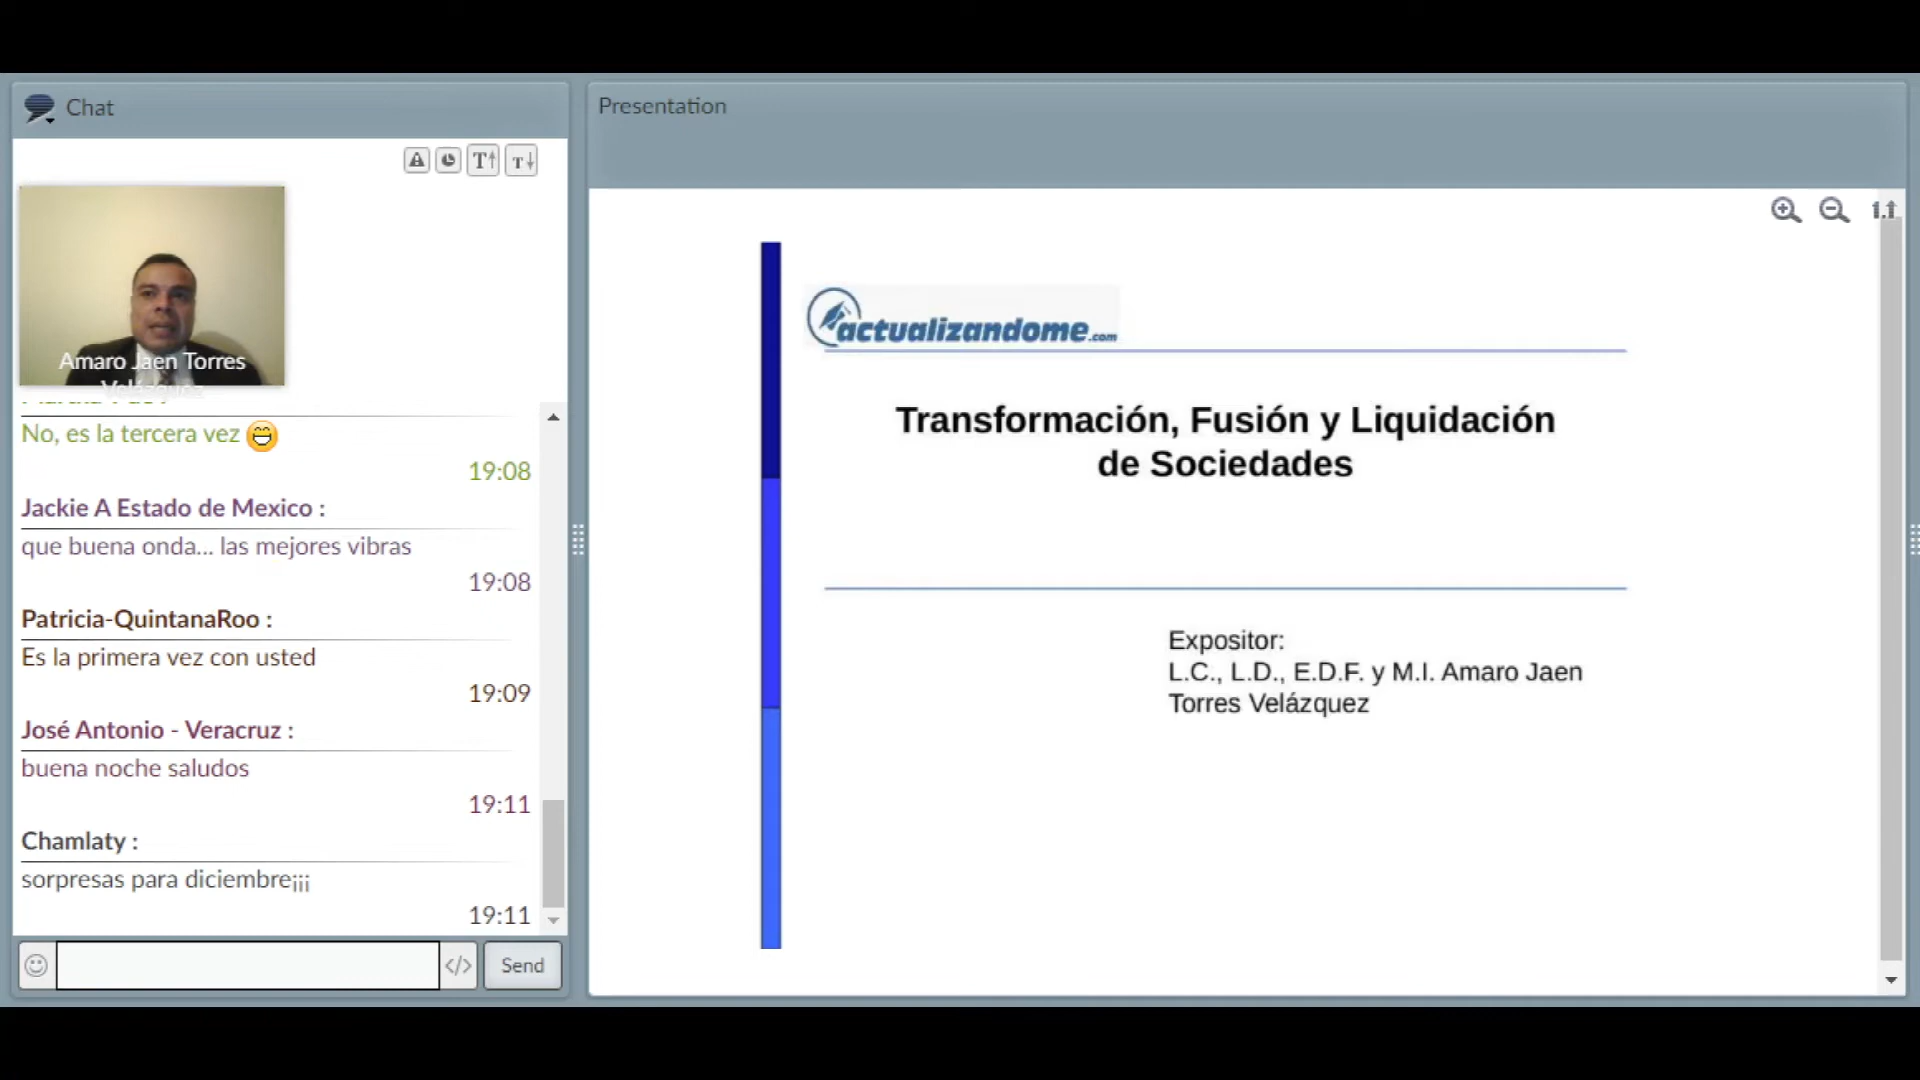 Chat
Amaro Jaen Torres
Velázquez
No, es la tercera vez
19:08
Jackie A Estado de Mexico :
que buena onda... las mejores vibras
19:08
Patricia-QuintanaRoo :
Es la primera vez con usted
19:09
José Antonio - Veracruz :
buena noche saludos
19:11
Chamlaty :
sorpresas para diciembre¡¡¡
19:11
Send
Presentation
actualizandome.com
Transformación, Fusión y Liquidación
de Sociedades
Expositor:
L.C., L.D., E.D.F. y M.I. Amaro Jaen
Torres Velázquez